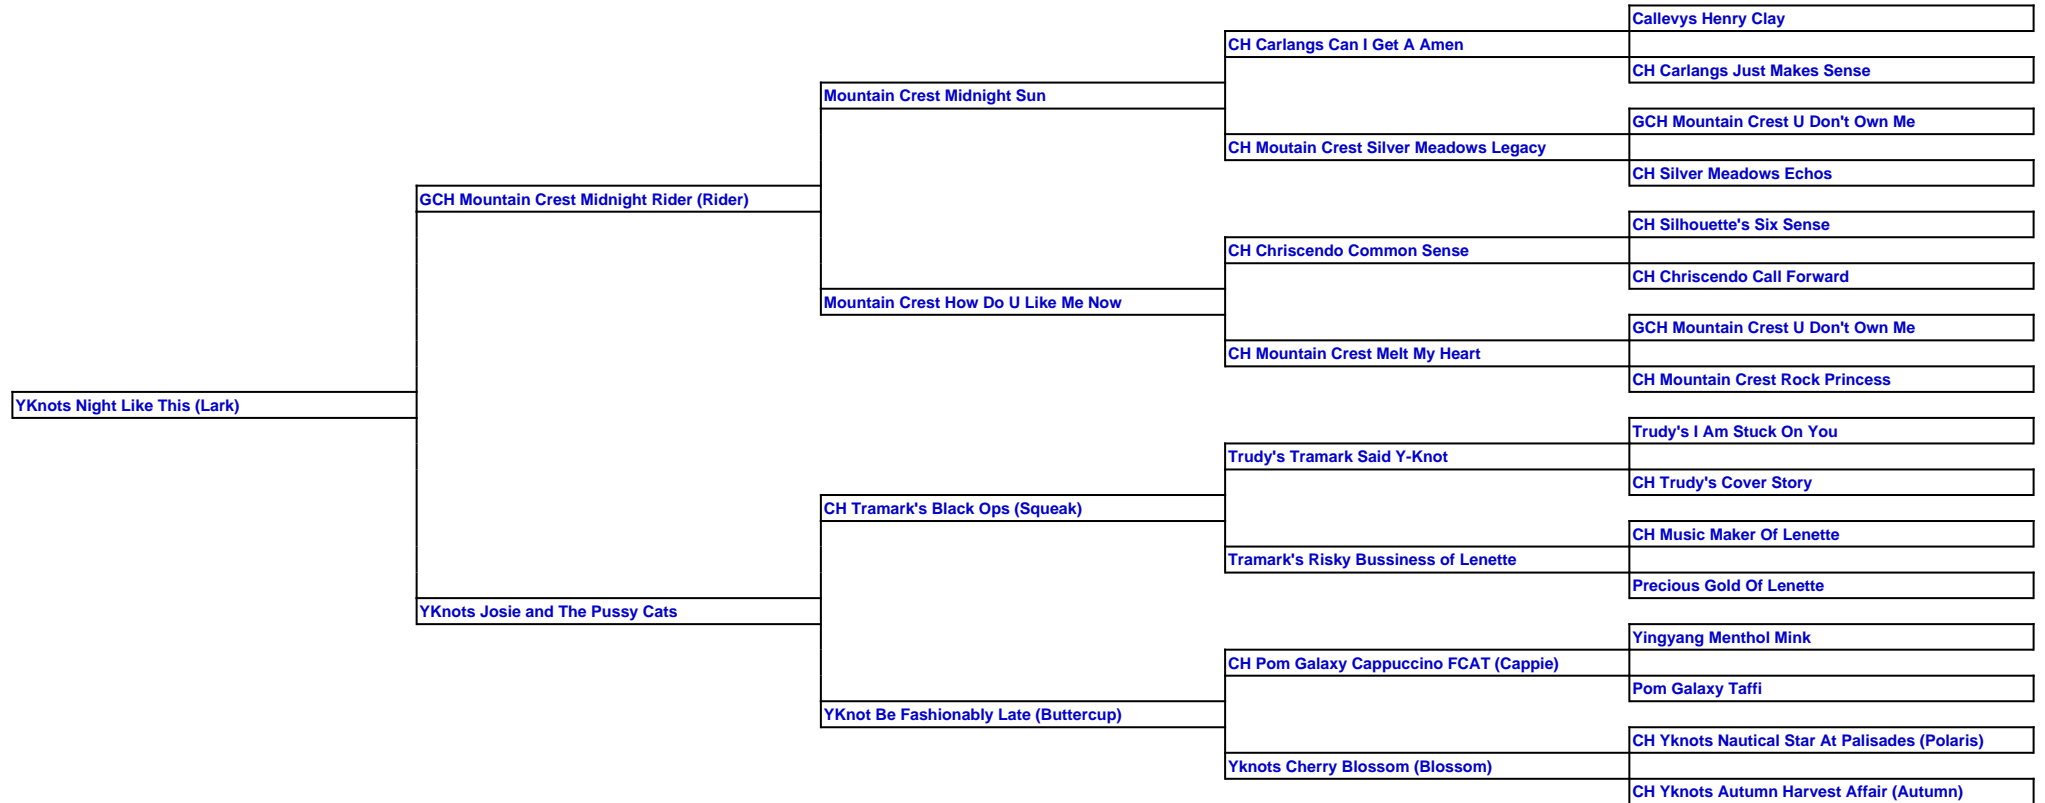 Callevys Henry Clay
CH Carlangs Can I Get A Amen
CH Carlangs Just Makes Sense
Mountain Crest Midnight Sun
GCH Mountain Crest U Don't Own Me
CH Moutain Crest Silver Meadows Legacy
CH Silver Meadows Echos
GCH Mountain Crest Midnight Rider (Rider)
CH Silhouette's Six Sense
CH Chriscendo Common Sense
CH Chriscendo Call Forward
Mountain Crest How Do U Like Me Now
GCH Mountain Crest U Don't Own Me
CH Mountain Crest Melt My Heart
CH Mountain Crest Rock Princess
YKnots Night Like This (Lark)
Trudy's I Am Stuck On You
Trudy's Tramark Said Y-Knot
CH Trudy's Cover Story
CH Tramark's Black Ops (Squeak)
CH Music Maker Of Lenette
Tramark's Risky Bussiness of Lenette
Precious Gold Of Lenette
YKnots Josie and The Pussy Cats
Yingyang Menthol Mink
CH Pom Galaxy Cappuccino FCAT (Cappie)
Pom Galaxy Taffi
YKnot Be Fashionably Late (Buttercup)
CH Yknots Nautical Star At Palisades (Polaris)
Yknots Cherry Blossom (Blossom)
CH Yknots Autumn Harvest Affair (Autumn)